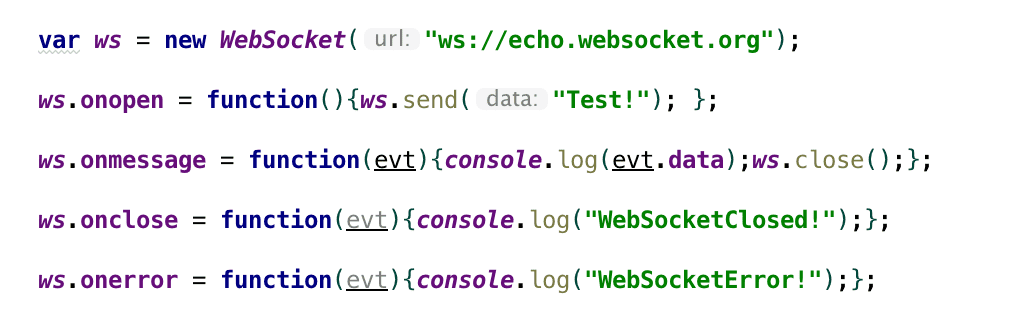 var ws = new WebSocket( url: "ws://echo.websocket.org");
ws.onopen = function(){ws.send( data: "Test!"); };
ws.onmessage = function(evt){console.log(evt.data);ws.close();};
ws.onclose = function(evt){console.log("WebSocketClosed!");};
ws.onerror = function(evt){console.log("WebSocketError!");};